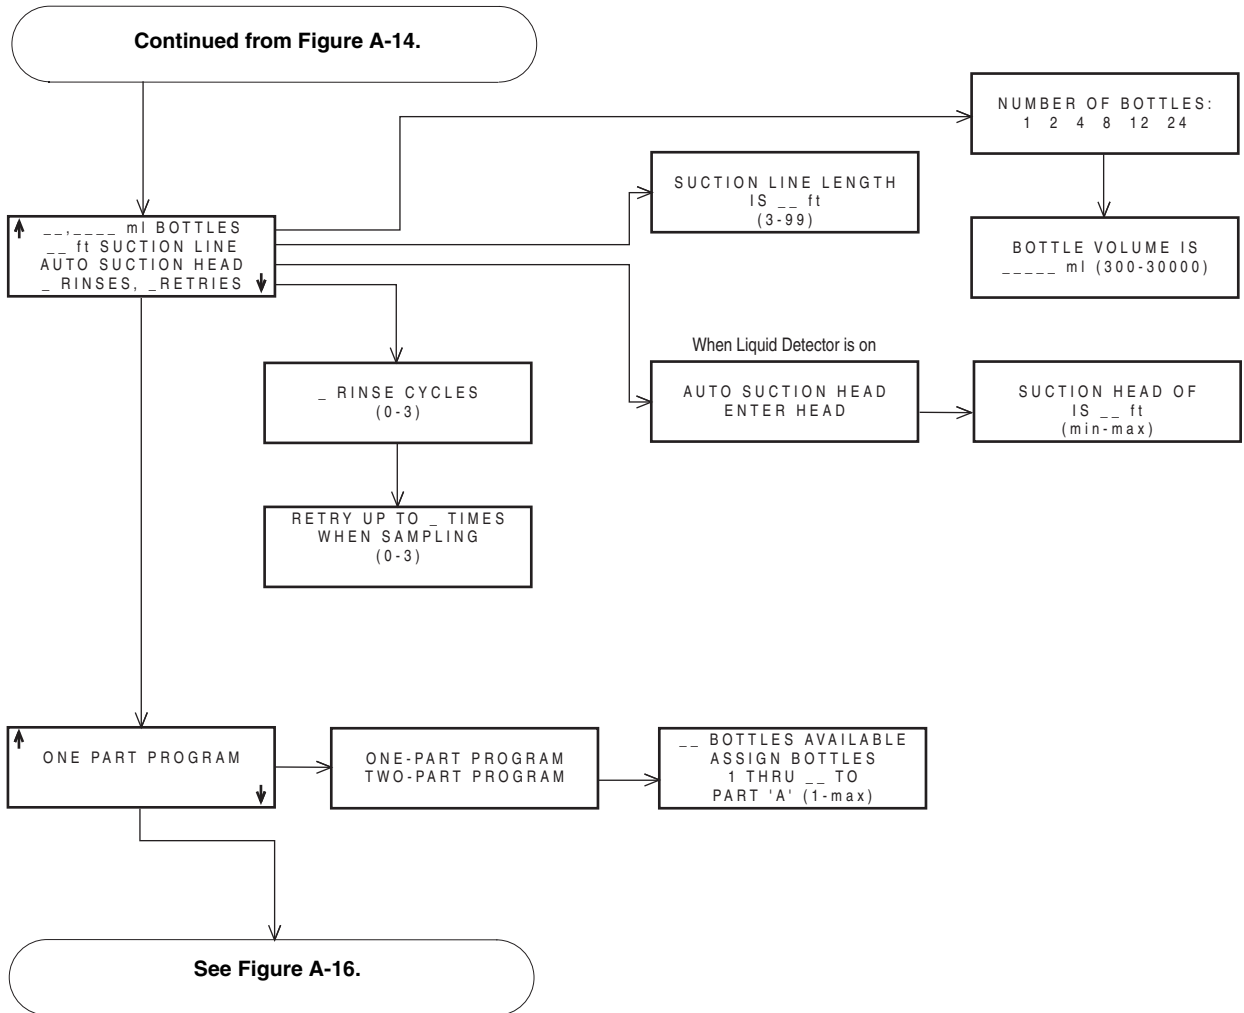 Continued from Figure A-14.
NUMBER OF BOTTLES:
1 2 4 8 12 24
SUCTION LINE LENGTH
IS __ ft
(3-99)
__,____ ml BOTTLES
__ ft SUCTION LINE
AUTO SUCTION HEAD
_ RINSES, _RETRIES
BOTTLE VOLUME IS
_____ ml (300-30000)
When Liquid Detector is on
_ RINSE CYCLES
(0-3)
AUTO SUCTION HEAD
ENTER HEAD
SUCTION HEAD OF
IS __ ft
(min-max)
RETRY UP TO _ TIMES
WHEN SAMPLING
(0-3)
ONE PART PROGRAM
ONE-PART PROGRAM
TWO-PART PROGRAM
__ BOTTLES AVAILABLE
ASSIGN BOTTLES
1 THRU __ TO
PART 'A' (1-max)
See Figure A-16.